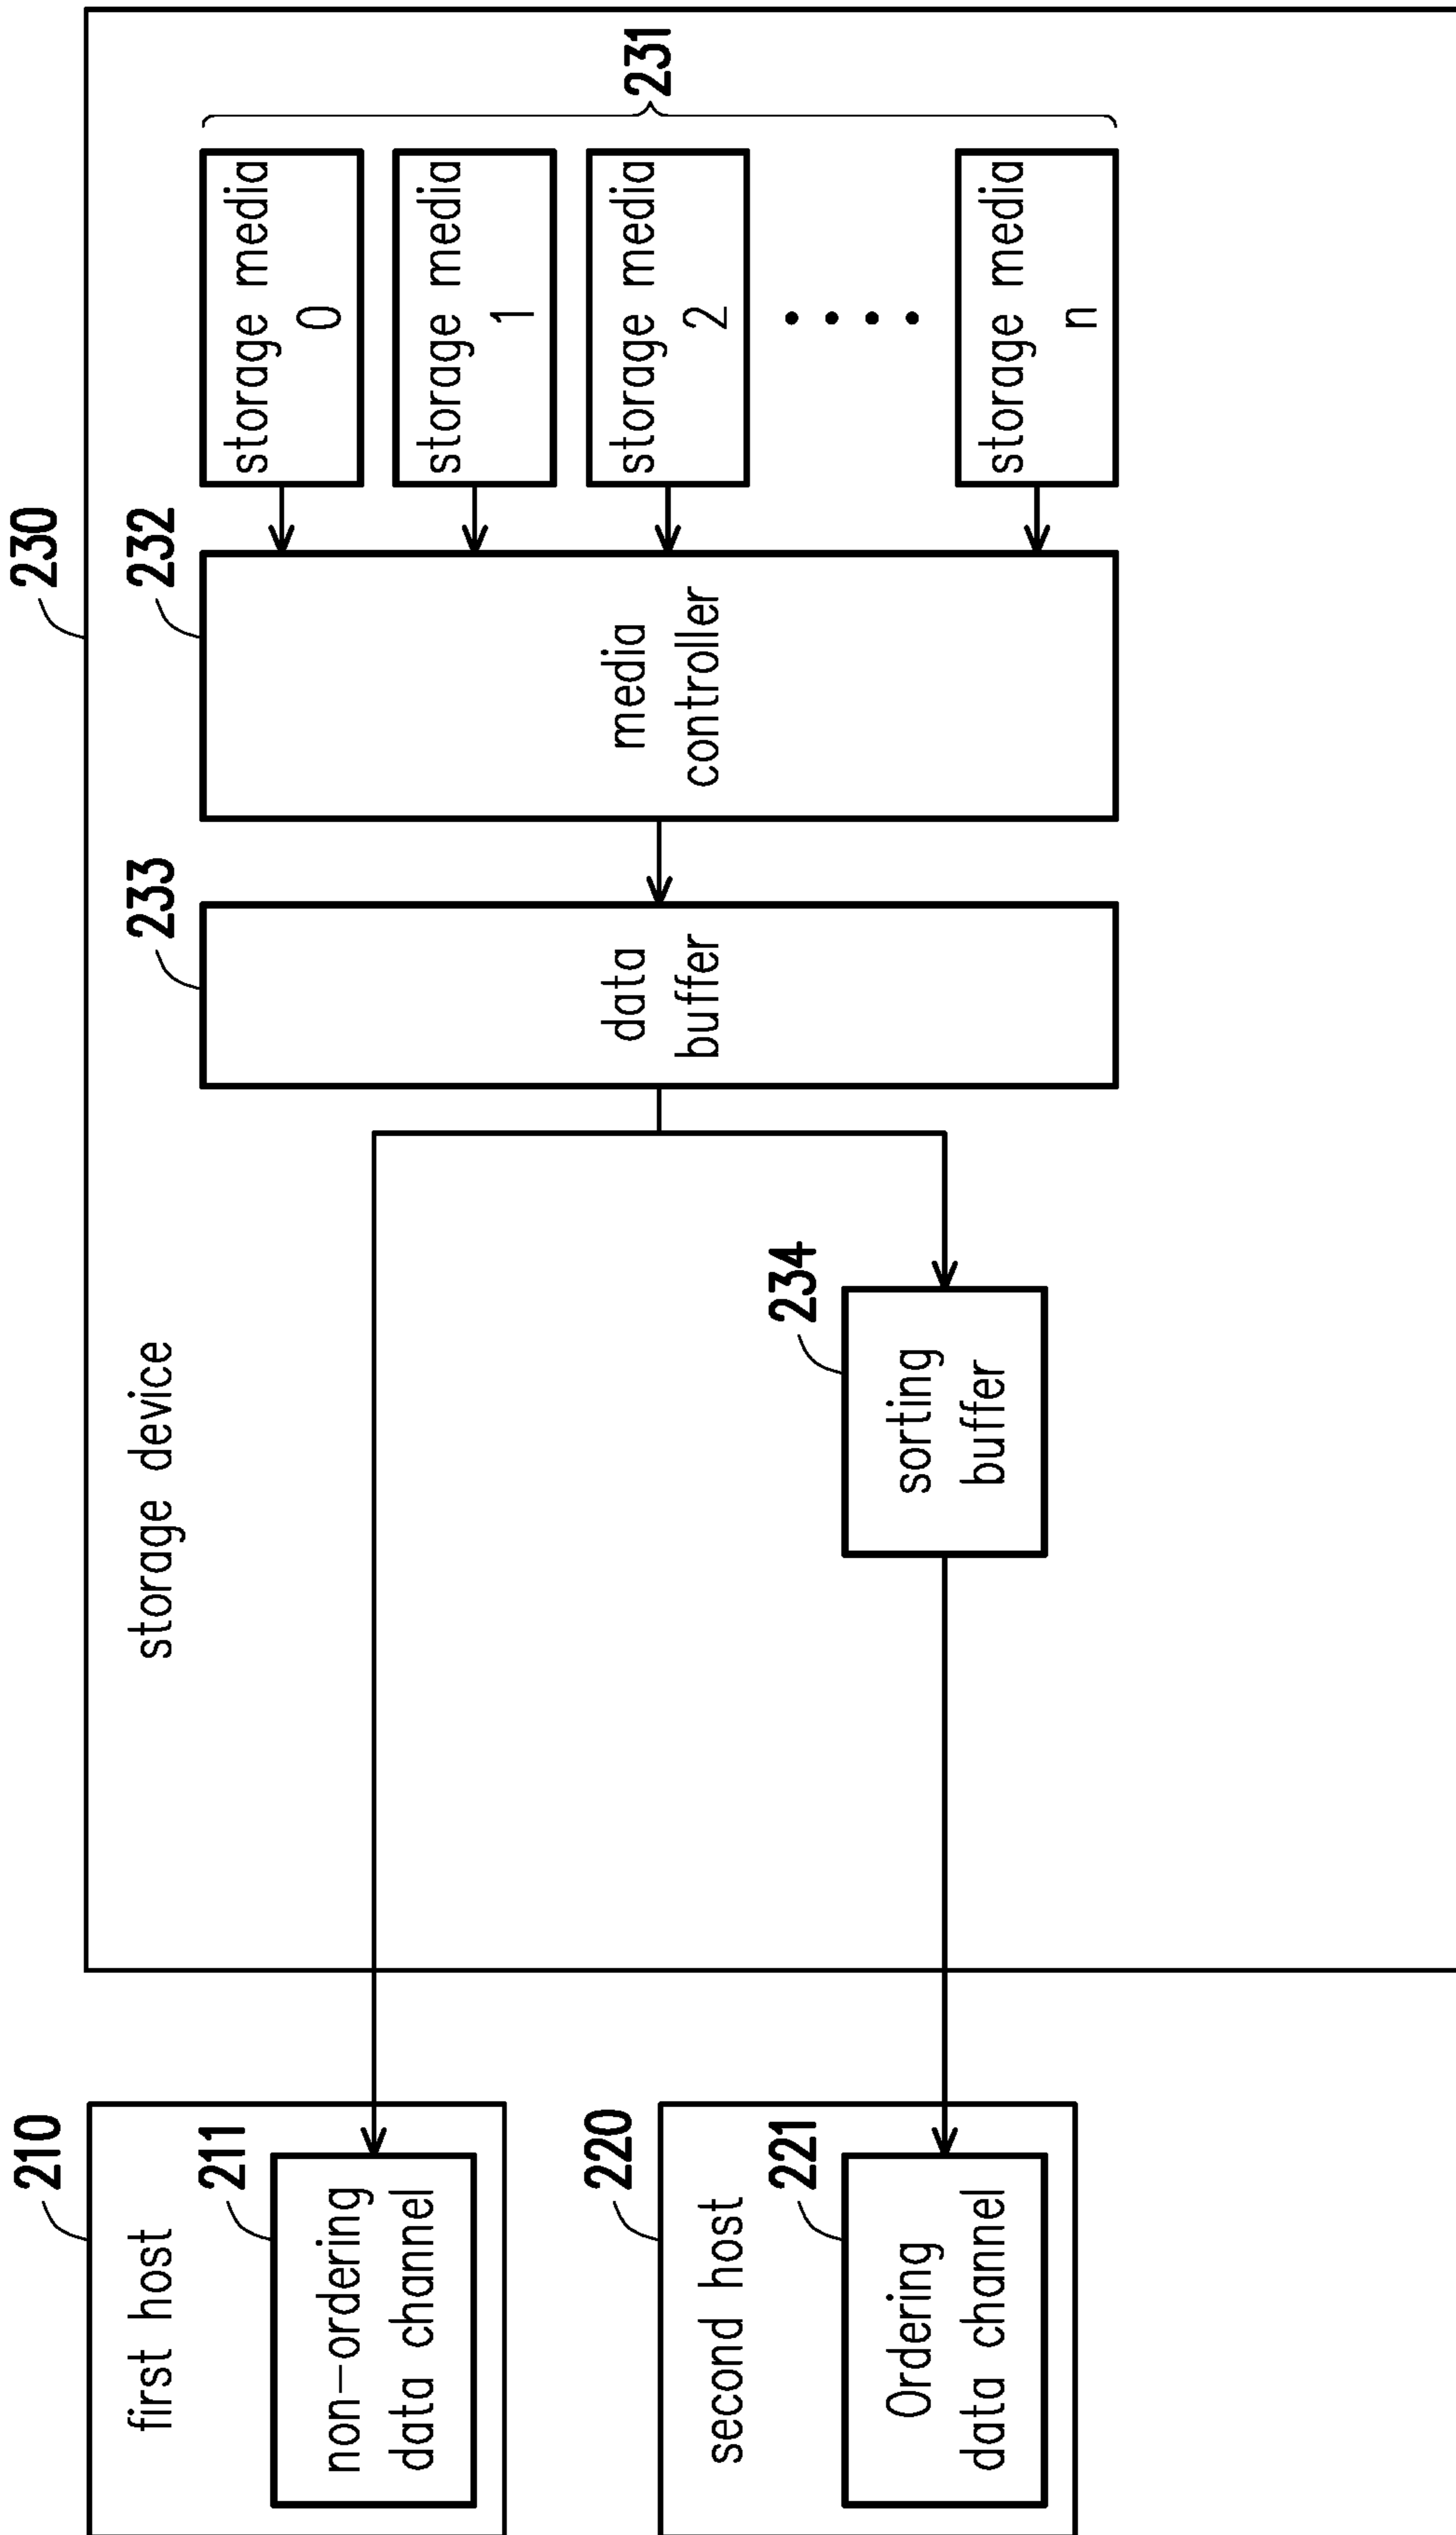 230
storage device
210
first host
211
non-ordering
data channel
220
second host
221
Ordering
data channel
234
sorting
buffer
233
data
buffer
232
media
controller
231
storage media
0
storage media
1
storage media
2
storage media
n